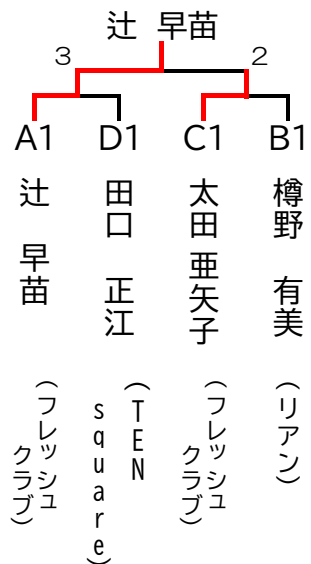 辻 早苗
3 2
A1 D1 C1 B1
辻 早苗
田口 正江
太田 亜矢子
樽野 有美
(フレッシュ
クラブ)
(TEN
square)
(フレッシュ
クラブ)
(リアン)